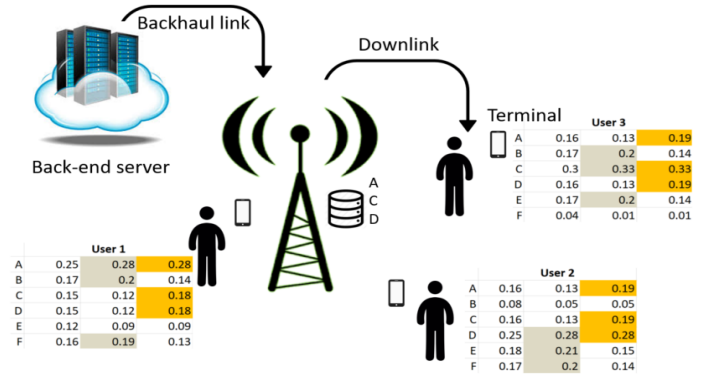 Backhaul link
Downlink
Back-end server
A
C
D
Terminal
User 3
A 0.16 0.13 0.19
B 0.17 0.2 0.14
C 0.3 0.33 0.33
D 0.16 0.13 0.19
E 0.17 0.2 0.14
F 0.04 0.01 0.01
User 1
A 0.25 0.28 0.28
B 0.17 0.2 0.14
C 0.15 0.12 0.18
D 0.15 0.12 0.18
E 0.12 0.09 0.09
F 0.16 0.19 0.13
User 2
A 0.16 0.13 0.19
B 0.08 0.05 0.05
C 0.16 0.13 0.19
D 0.25 0.28 0.28
E 0.18 0.21 0.15
F 0.17 0.2 0.14